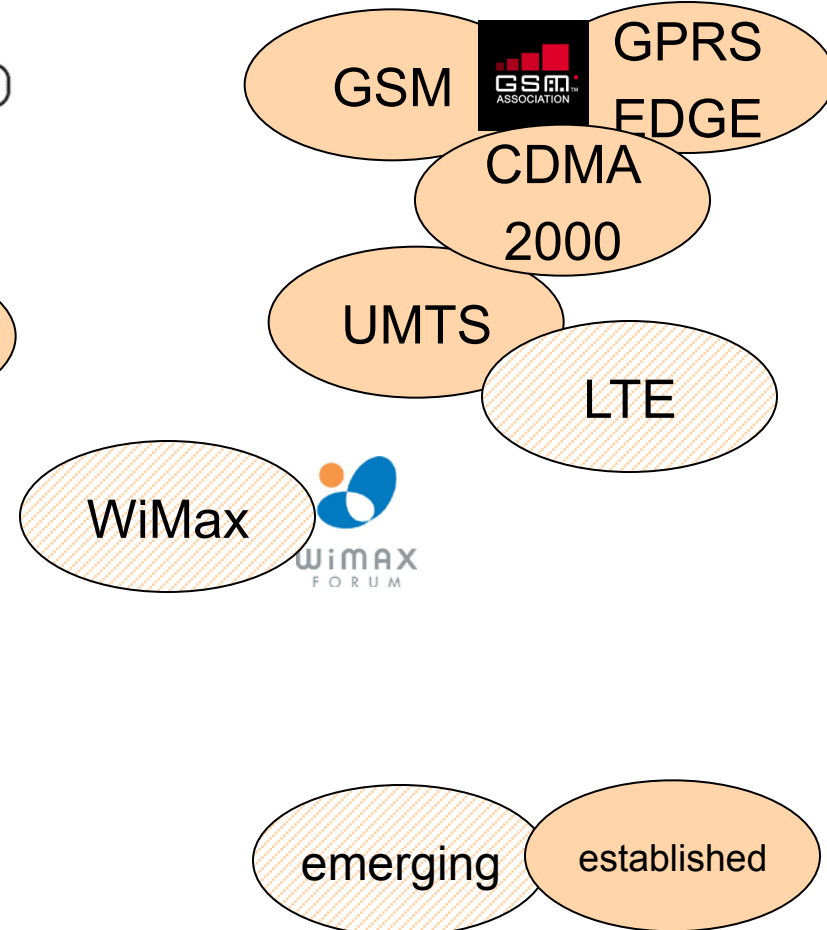 GSM
GSM
ASSOCIATION
GPRS
EDGE
CDMA
2000
UMTS
LTE
WiMax
WiMAX
FORUM
emerging
established